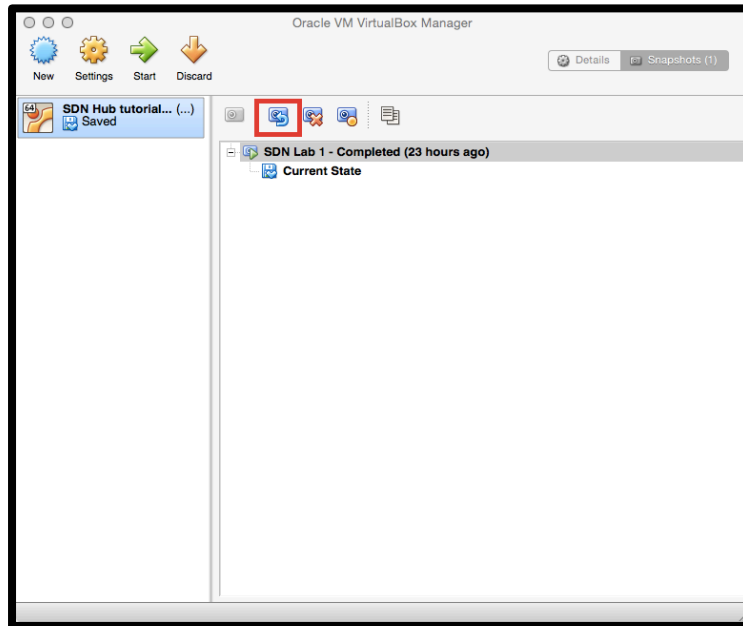 Oracle VM VirtualBox Manager
New Settings Start Discard
Details Snapshots (1)
64 SDN Hub tutorial... (...)
Saved
SDN Lab 1 - Completed (23 hours ago)
Current State